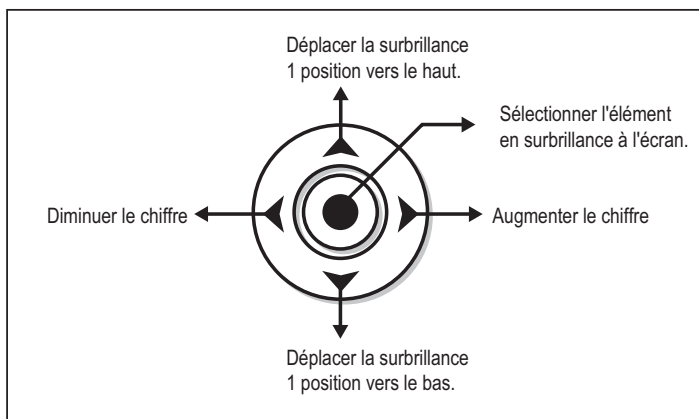 Déplacer la surbrillance
1 position vers le haut.
Sélectionner l'élément
en surbrillance à l'écran.
Diminuer le chiffre
Augmenter le chiffre
Déplacer la surbrillance
1 position vers le bas.